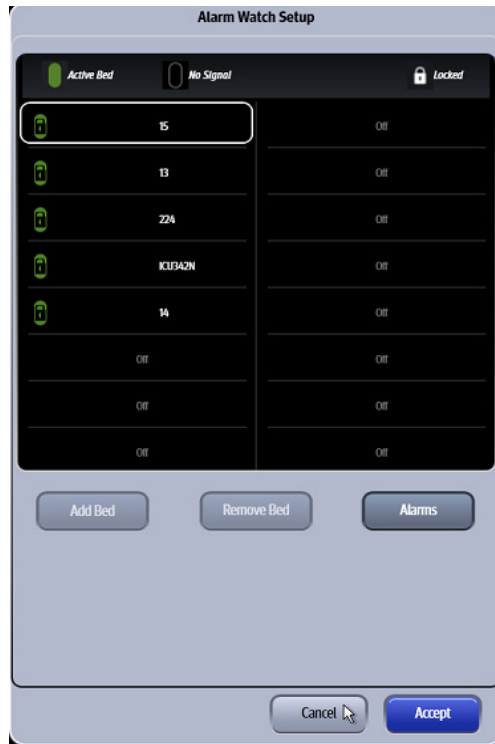 Alarm Watch Setup
Active Bed No Signal Locked
15 Off
13 Off
224 Off
ICU342N Off
14 Off
Off Off
Off Off
Off Off
Add Bed Remove Bed Alarms
Cancel Accept